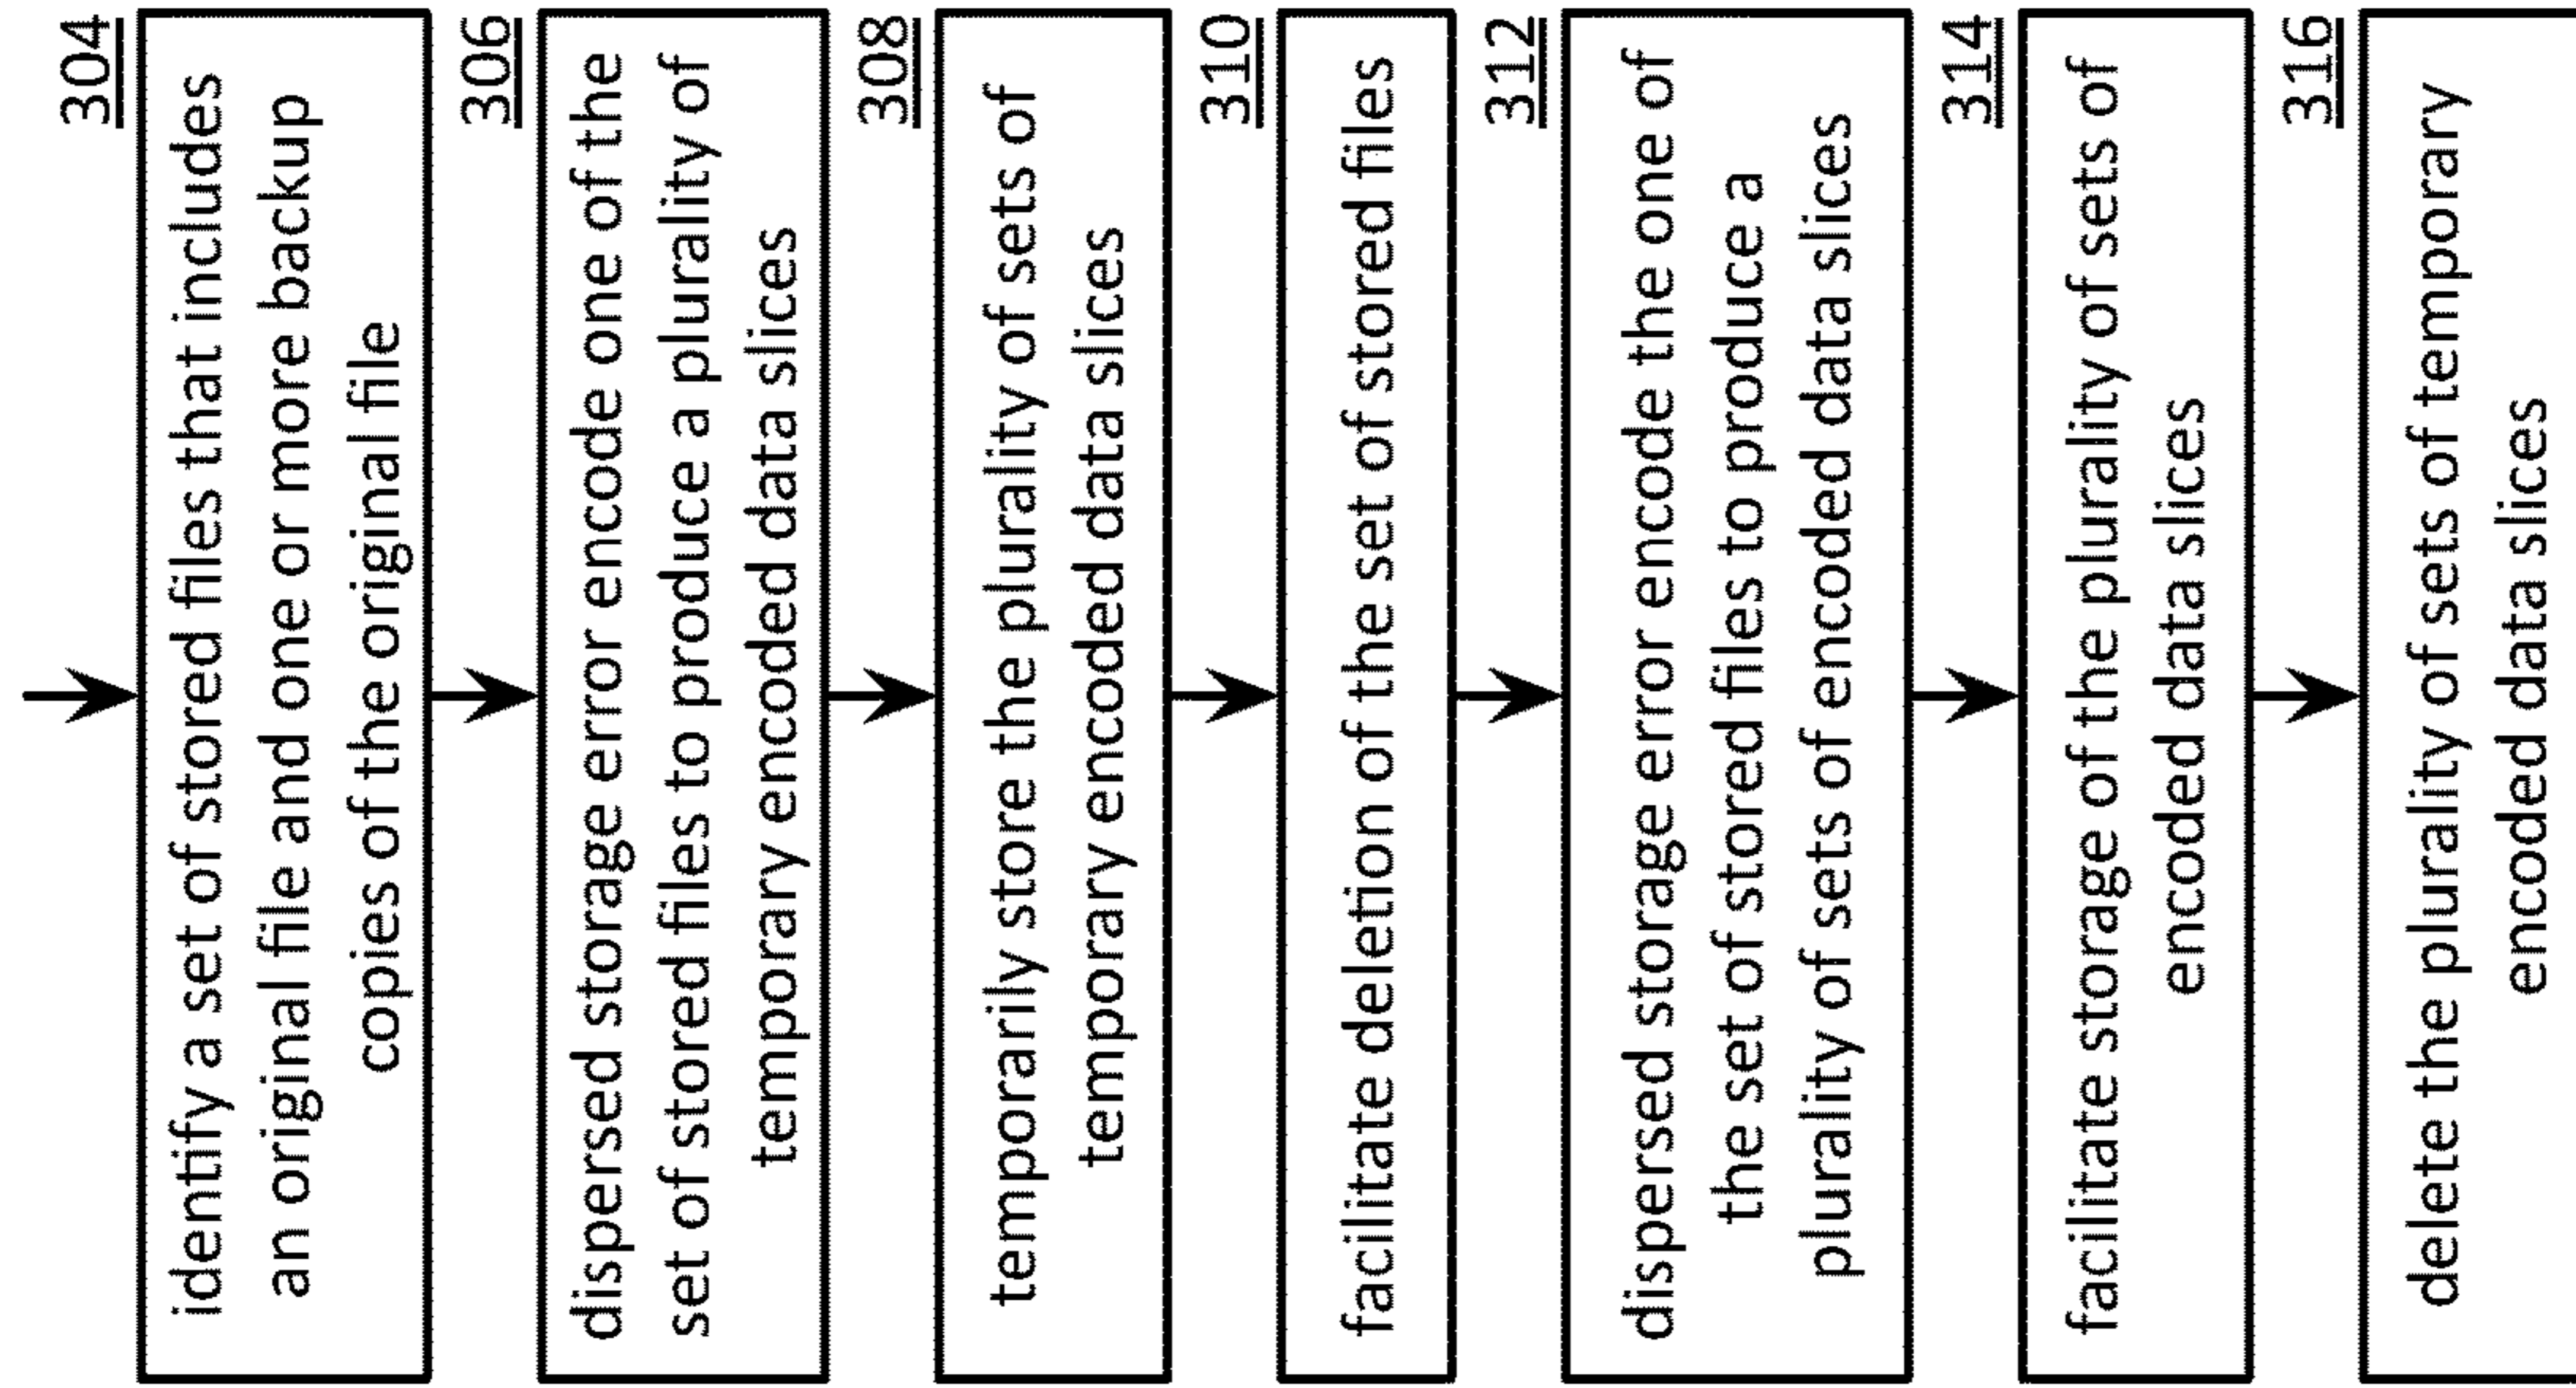 304
identify a set of stored files that includes
an original file and one or more backup
copies of the original file
306
dispersed storage error encode one of the
set of stored files to produce a plurality of
temporary encoded data slices
308
temporarily store the plurality of sets of
temporary encoded data slices
310
facilitate deletion of the set of stored files
312
dispersed storage error encode the one of
the set of stored files to produce a
plurality of sets of encoded data slices
314
facilitate storage of the plurality of sets of
encoded data slices
316
delete the plurality of sets of temporary
encoded data slices